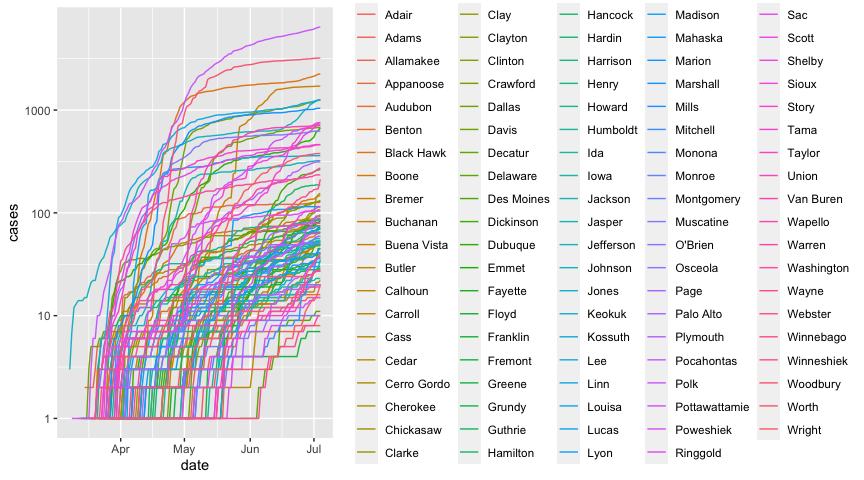 1000
100
10
1
cases
Apr
May
Jun
Jul
date
Adair
Adams
Allamakee
Appanoose
Audubon
Benton
Black Hawk
Boone
Bremer
Buchanan
Buena Vista
Butler
Calhoun
Carroll
Cass
Cedar
Cerro Gordo
Cherokee
Chickasaw
Clarke
Clay
Clayton
Clinton
Crawford
Dallas
Davis
Decatur
Delaware
Des Moines
Dickinson
Dubuque
Emmet
Fayette
Floyd
Franklin
Fremont
Greene
Grundy
Guthrie
Hamilton
Hancock
Hardin
Harrison
Henry
Howard
Humboldt
Ida
Iowa
Jackson
Jasper
Jefferson
Johnson
Jones
Keokuk
Kossuth
Lee
Linn
Louisa
Lucas
Lyon
Madison
Mahaska
Marion
Marshall
Mills
Mitchell
Monona
Monroe
Montgomery
Muscatine
O'Brien
Osceola
Page
Palo Alto
Plymouth
Pocahontas
Polk
Pottawattamie
Poweshiek
Ringgold
Sac
Scott
Shelby
Sioux
Story
Tama
Taylor
Union
Van Buren
Wapello
Warren
Washington
Wayne
Webster
Winnebago
Winneshiek
Woodbury
Worth
Wright